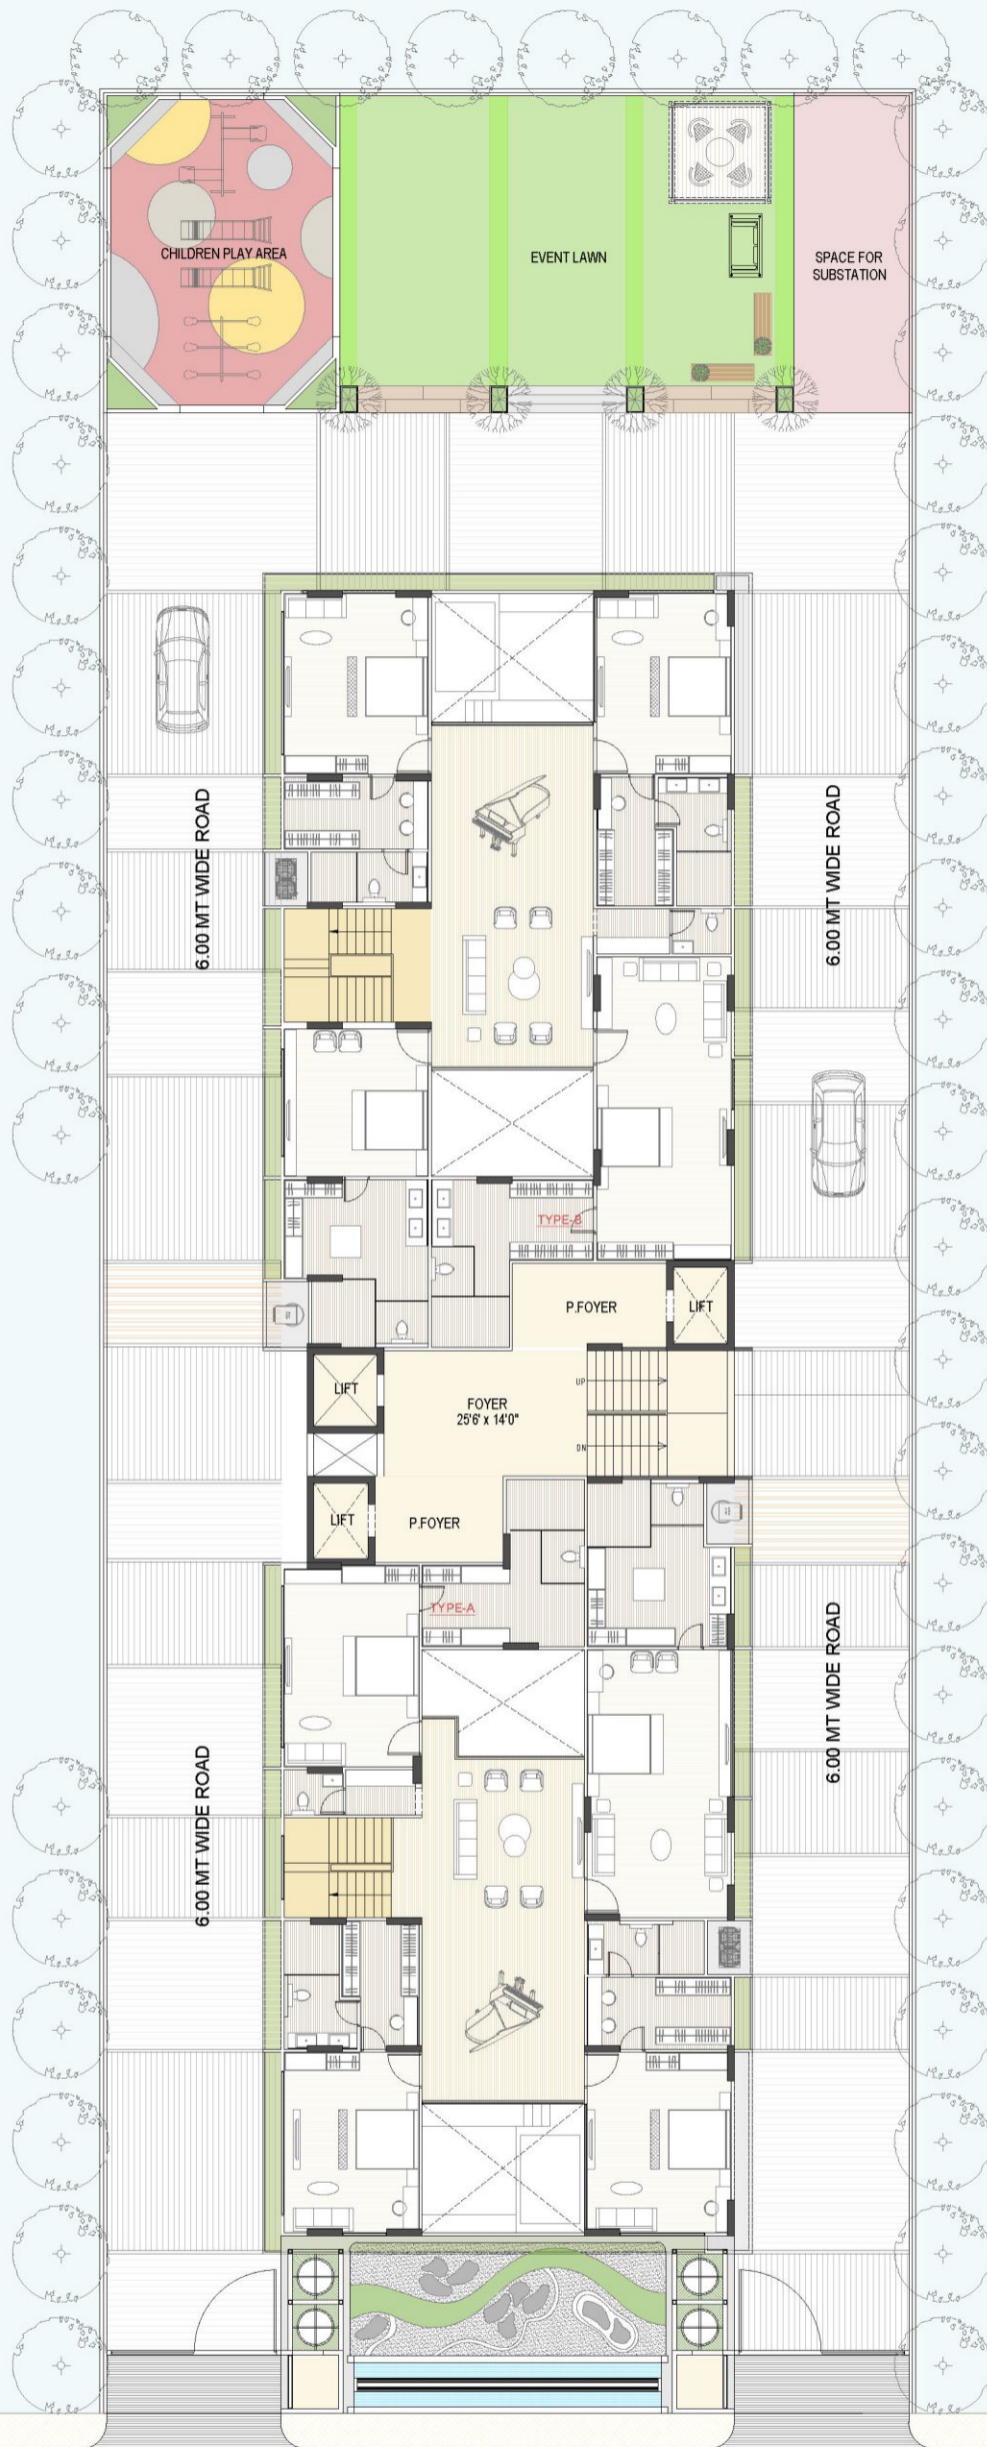 CHILDREN PLAY AREA
EVENT LAWN
SPACE FOR
SUBSTATION
6.00 MT WIDE ROAD
6.00 MT WIDE ROAD
TYPE-B
P.FOYER
LIFT
LIFT
FOYER
25'6' x 14'0"
UP
DN
LIFT
P.FOYER
TYPE-A
6.00 MT WIDE ROAD
6.00 MT WIDE ROAD